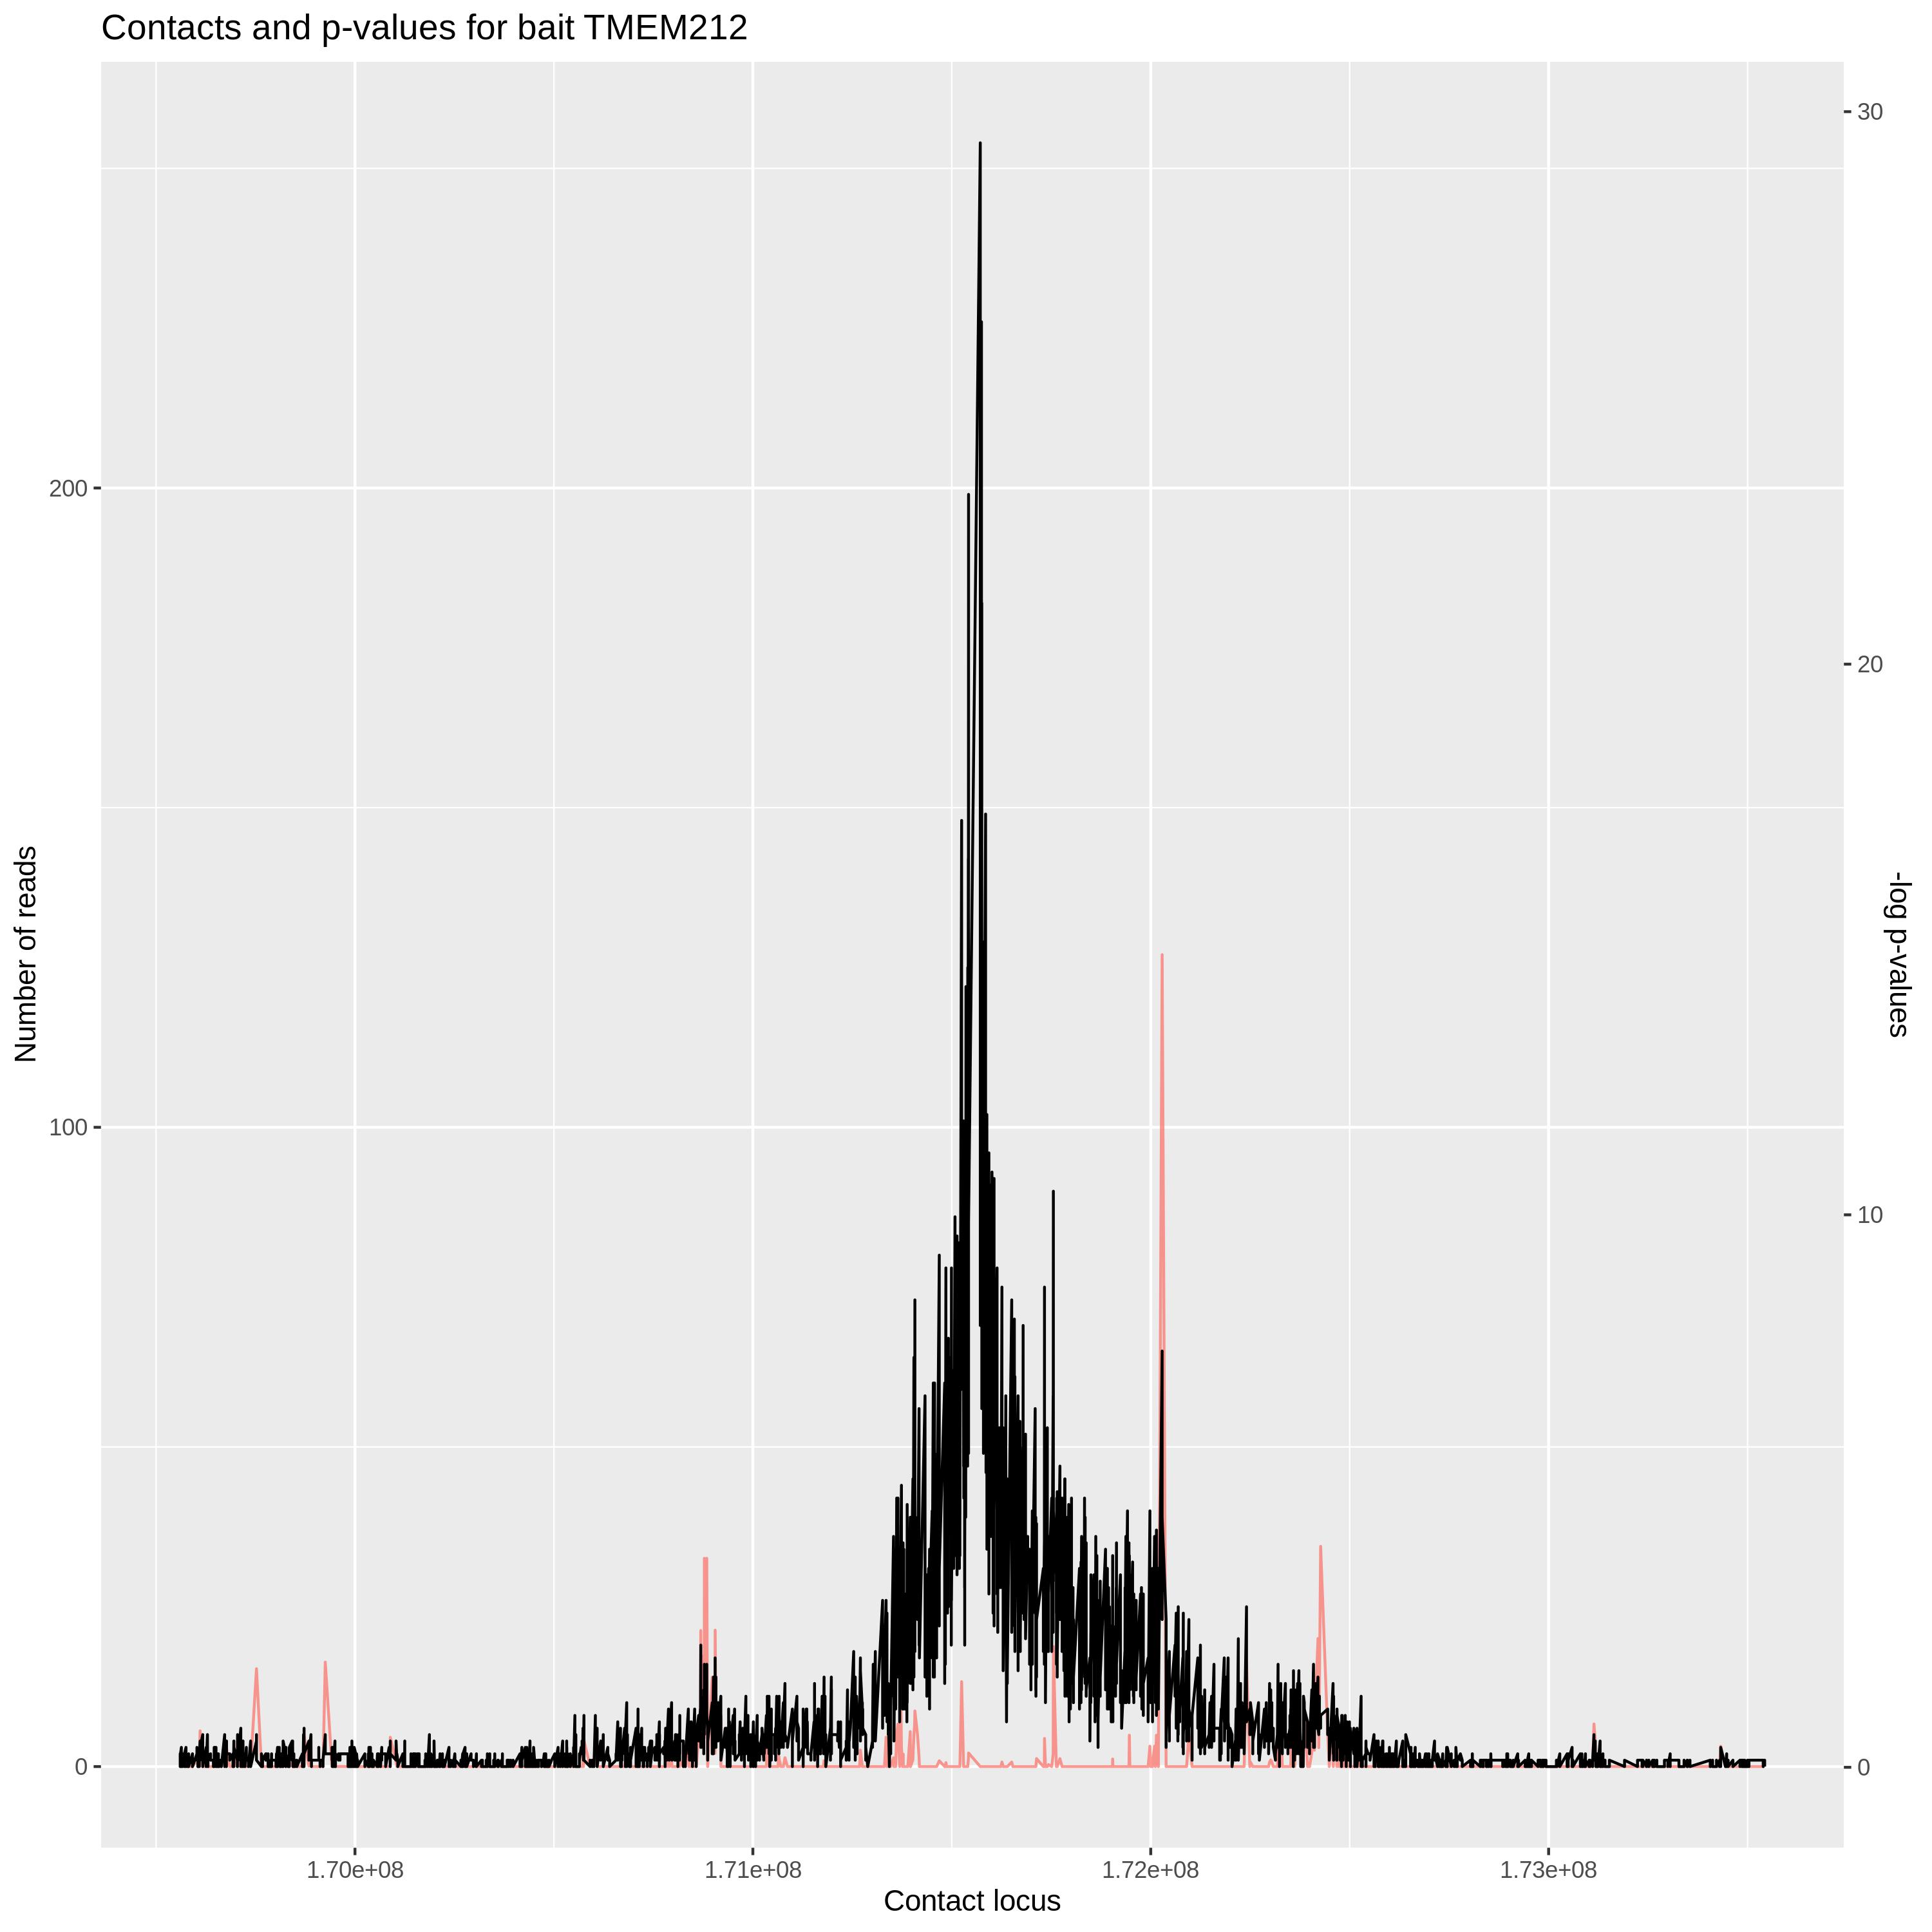 Contacts and p-values for bait TMEM212
30
200
20
Number of reads
-log p-values
100
10
0
0
1.70e+08
1.71e+08
1.72e+08
1.73e+08
Contact locus